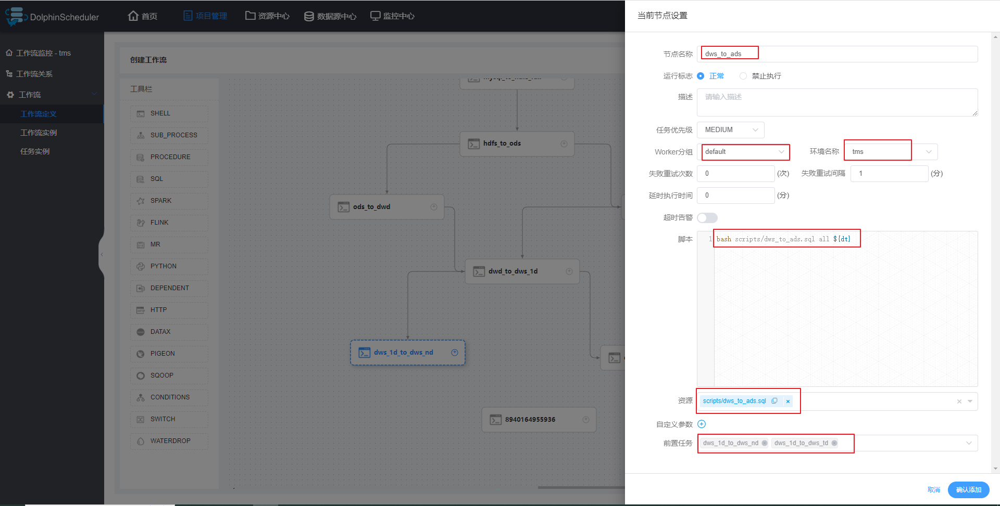 DolphinScheduler
首页
项目管理
资源中心
数据源中心
监控中心
工作流监控 - tms
工作流关系
工作流
工作流定义
工作流实例
任务实例
创建工作流
工具栏
SHELL
SUB_PROCESS
PROCEDURE
SQL
SPARK
FLINK
MR
PYTHON
DEPENDENT
HTTP
DATAX
PIGEON
SQOOP
CONDITIONS
SWITCH
WATERDROP
hdfs_to_ods
ods_to_dwd
dwd_to_dws_1d
dws_1d_to_dws_nd
8940164955936
当前节点设置
节点名称 dws_to_ads
运行标志 正常 禁止执行
描述 请输入描述
任务优先级 MEDIUM
Worker分组 default 环境名称 tms
失败重试次数 0 (次) 失败重试间隔 1 (分)
延时执行时间 0 (分)
超时告警
脚本 1 bash scripts/dws_to_ads.sql all ${dt}
资源 scripts/dws_to_ads.sql
自定义参数
前置任务 dws_1d_to_dws_nd dws_1d_to_dws_td
取消 确认添加